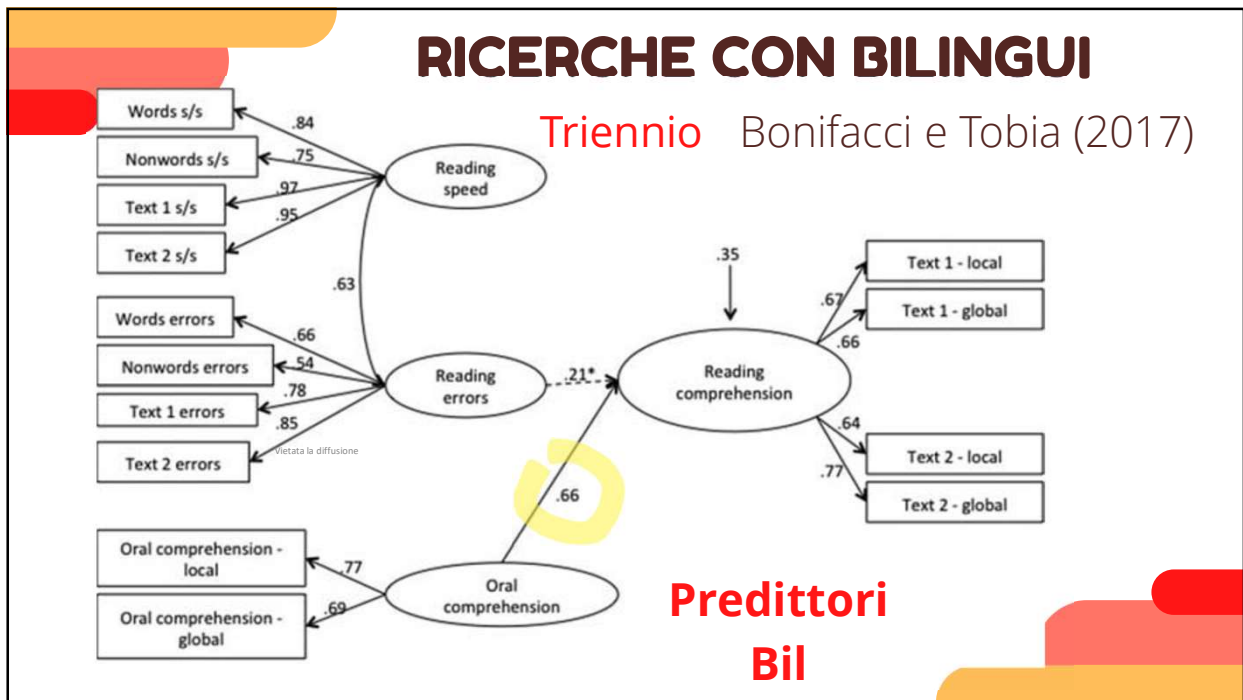 RICERCHE CON BILINGUI
Triennio Bonifacci e Tobia (2017)
Words s/s
Nonwords s/s
Text 1 s/s
Text 2 s/s
.84
.75
.97
.95
Reading
speed
.63
Words errors
Nonwords errors
Text 1 errors
Text 2 errors
.66
.54
.78
.85
Reading
errors
Vietata la diffusione
.21*
.35
Reading
comprehension
.67
.66
.64
.77
Text 1 - local
Text 1 - global
Text 2 - local
Text 2 - global
.66
Oral comprehension -
local
Oral comprehension -
global
.77
.69
Oral
comprehension
Predittori
Bil